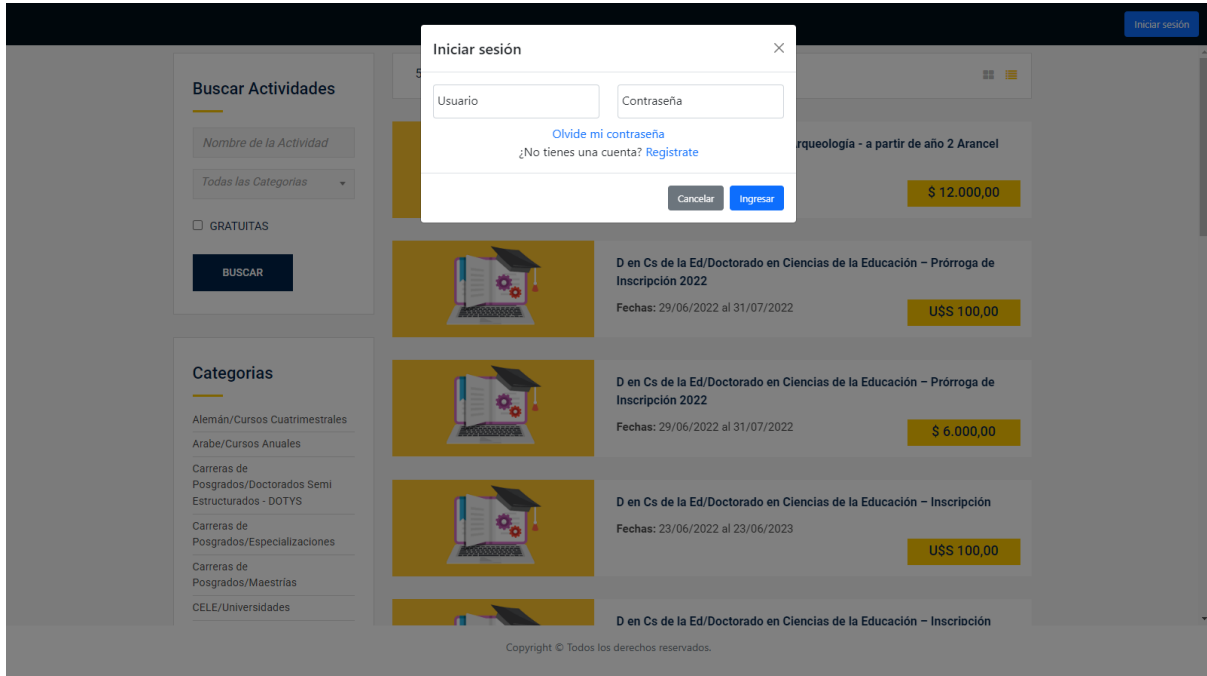 Iniciar sesión
Iniciar sesión
Usuario
Contraseña
Olvide mi contraseña
¿No tienes una cuenta? Registrate
Cancelar
Ingresar
Buscar Actividades
Nombre de la Actividad
Todas las Categorias
GRATUITAS
BUSCAR
Categorias
Alemán/Cursos Cuatrimestrales
Arabe/Cursos Anuales
Carreras de
Posgrados/Doctorados Semi
Estructurados - DOTYS
Carreras de
Posgrados/Especializaciones
Carreras de
Posgrados/Maestrías
CELE/Universidades
5
rqueología - a partir de año 2 Arancel
$ 12.000,00
D en Cs de la Ed/Doctorado en Ciencias de la Educación – Prórroga de
Inscripción 2022
Fechas: 29/06/2022 al 31/07/2022
U$S 100,00
D en Cs de la Ed/Doctorado en Ciencias de la Educación – Prórroga de
Inscripción 2022
Fechas: 29/06/2022 al 31/07/2022
$ 6.000,00
D en Cs de la Ed/Doctorado en Ciencias de la Educación – Inscripción
Fechas: 23/06/2022 al 23/06/2023
U$S 100,00
D en Cs de la Ed/Doctorado en Ciencias de la Educación – Inscripción
Copyright © Todos los derechos reservados.